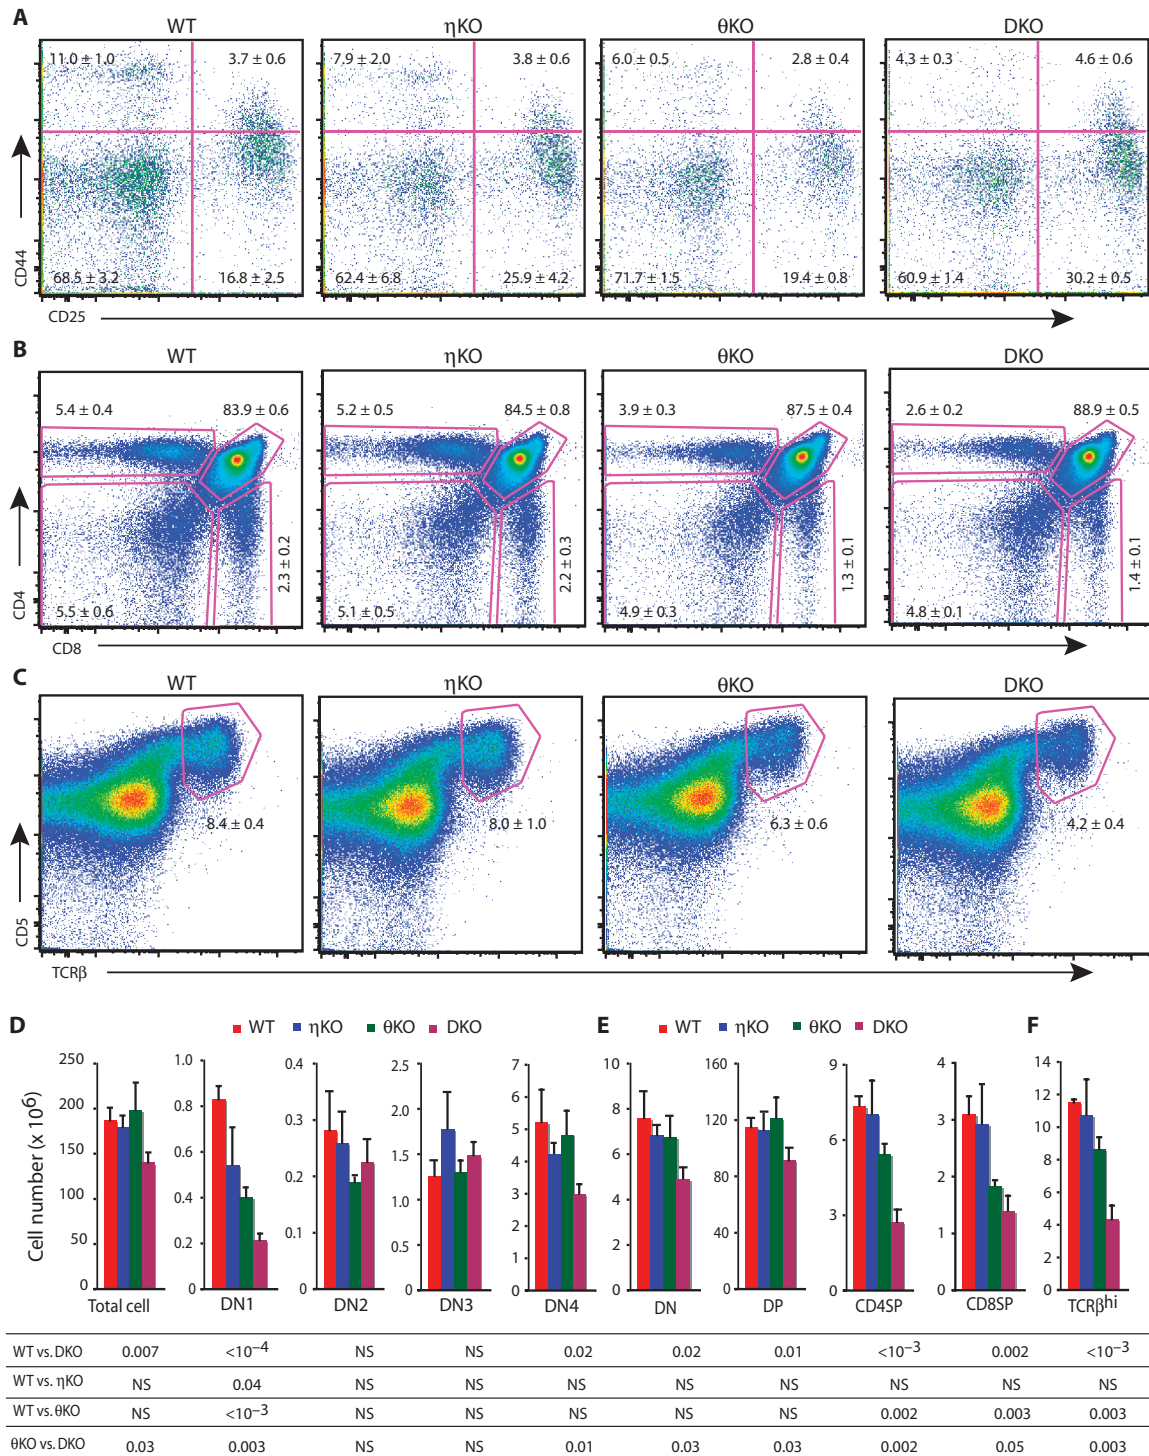 A
WT ηKO θKO DKO
11.0 ± 1.0 3.7 ± 0.6 7.9 ± 2.0 3.8 ± 0.6 6.0 ± 0.5 2.8 ± 0.4 4.3 ± 0.3 4.6 ± 0.6
CD44
68.5 ± 3.2 16.8 ± 2.5 62.4 ± 6.8 25.9 ± 4.2 71.7 ± 1.5 19.4 ± 0.8 60.9 ± 1.4 30.2 ± 0.5
CD25
B
WT ηKO θKO DKO
5.4 ± 0.4 83.9 ± 0.6 5.2 ± 0.5 84.5 ± 0.8 3.9 ± 0.3 87.5 ± 0.4 2.6 ± 0.2 88.9 ± 0.5
2.3 ± 0.2 2.2 ± 0.3 1.3 ± 0.1 1.4 ± 0.1
CD4
5.5 ± 0.6 5.1 ± 0.5 4.9 ± 0.3 4.8 ± 0.1
CD8
C
WT ηKO θKO DKO
8.4 ± 0.4 8.0 ± 1.0 6.3 ± 0.6 4.2 ± 0.4
CD5
TCRβ
D
WT ηKO θKO DKO
E
WT ηKO θKO DKO
F
Cell number (x 10⁶)
250 200 150 100 50 0
Total cell
1.0 0.8 0.6 0.4 0.2 0
DN1
0.4 0.3 0.2 0.1 0
DN2
2.5 2.0 1.5 1.0 0.5 0
DN3
7 6 5 4 3 2 1 0
DN4
10 8 6 4 2 0
DN
160 120 80 40 0
DP
9 6 3 0
CD4SP
4 3 2 1 0
CD8SP
14 12 10 8 6 4 2 0
TCRβhi
WT vs. DKO 0.007 <10⁻⁴ NS NS 0.02 0.02 0.01 <10⁻³ 0.002 <10⁻³
WT vs. ηKO NS 0.04 NS NS NS NS NS NS NS NS
WT vs. θKO NS <10⁻³ NS NS NS NS NS 0.002 0.003 0.003
θKO vs. DKO 0.03 0.003 NS NS 0.01 0.03 0.03 0.002 0.05 0.003